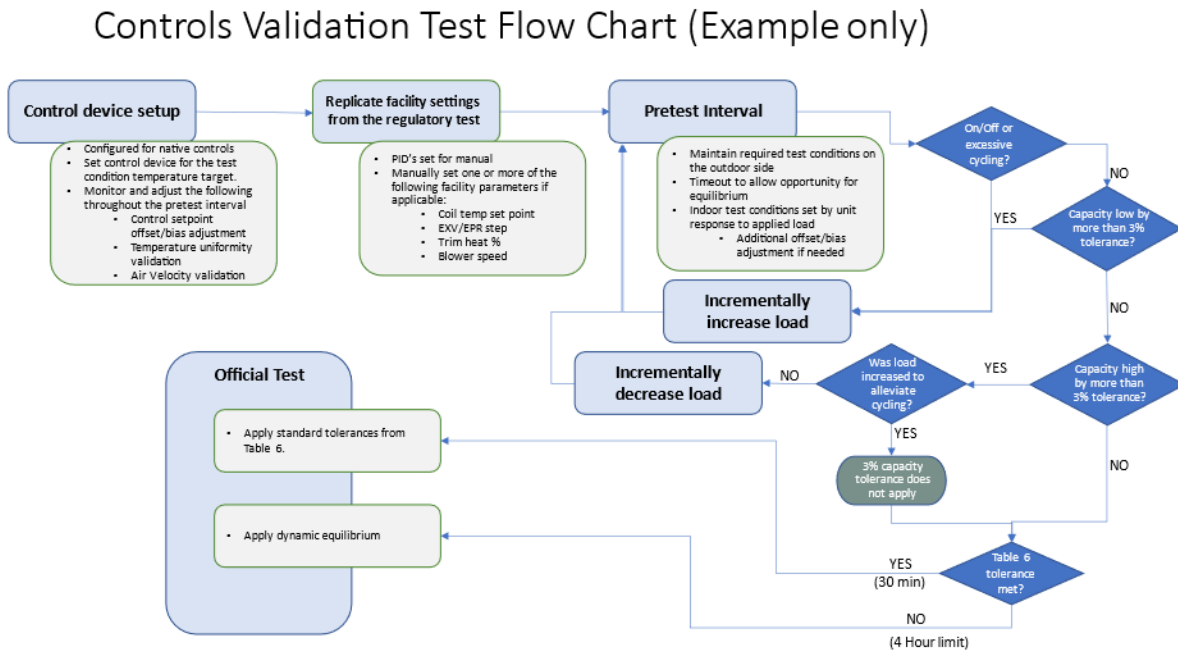 Controls Validation Test Flow Chart (Example only)
Control device setup
• Configured for native controls
• Set control device for the test
condition temperature target.
• Monitor and adjust the following
throughout the pretest interval
• Control setpoint
offset/bias adjustment
• Temperature uniformity
validation
• Air Velocity validation
Replicate facility settings
from the regulatory test
• PID's set for manual
• Manually set one or more of the
following facility parameters if
applicable:
• Coil temp set point
• EXV/EPR step
• Trim heat %
• Blower speed
Pretest Interval
• Maintain required test conditions on
the outdoor side
• Timeout to allow opportunity for
equilibrium
• Indoor test conditions set by unit
response to applied load
• Additional offset/bias
adjustment if needed
On/Off or
excessive
cycling?
NO
YES
Capacity low by
more than 3%
tolerance?
Incrementally
increase load
NO
Capacity high
by more than
3% tolerance?
YES
Was load
increased to
alleviate
cycling?
NO
Incrementally
decrease load
YES
3% capacity
tolerance does
not apply
NO
Official Test
• Apply standard tolerances from
Table 6.
• Apply dynamic equilibrium
Table 6
tolerance
met?
YES
(30 min)
NO
(4 Hour limit)